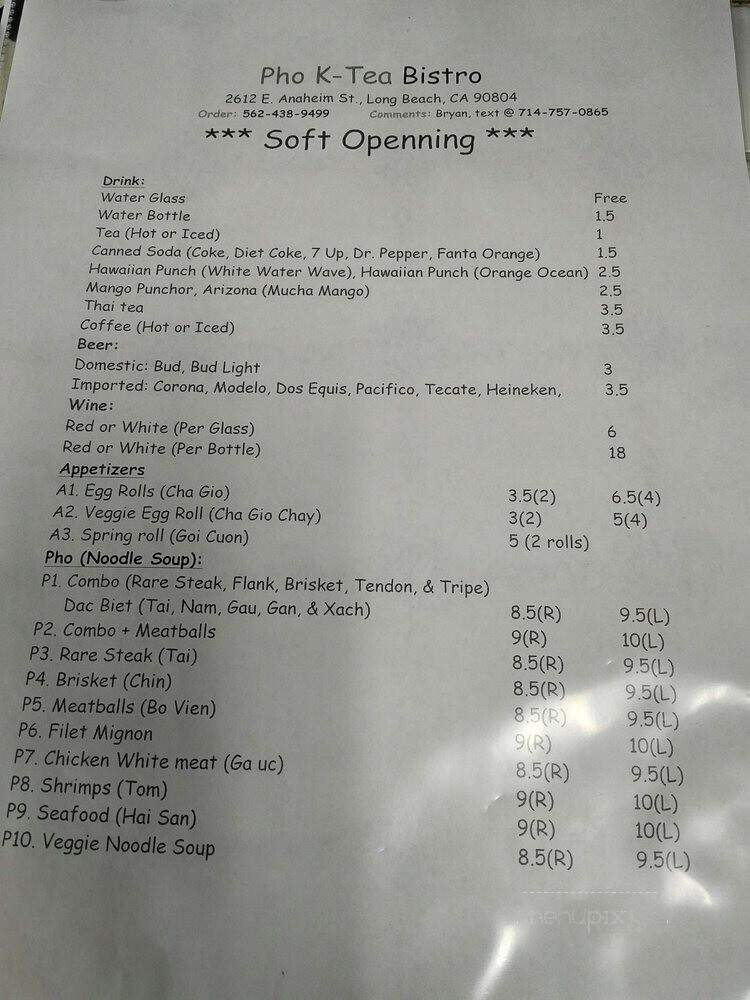 Pho K-Tea Bistro
2612 E. Anaheim St., Long Beach, CA 90804
Order: 562-438-9499 Comments: Bryan, text @ 714-757-0865
*** Soft Openning ***
Drink:
Water Glass Free
Water Bottle 1.5
Tea (Hot or Iced) 1
Canned Soda (Coke, Diet Coke, 7 Up, Dr. Pepper, Fanta Orange) 1.5
Hawaiian Punch (White Water Wave), Hawaiian Punch (Orange Ocean) 2.5
Mango Punchor, Arizona (Mucha Mango) 2.5
Thai tea 3.5
Coffee (Hot or Iced) 3.5
Beer:
Domestic: Bud, Bud Light 3
Imported: Corona, Modelo, Dos Equis, Pacifico, Tecate, Heineken, 3.5
Wine:
Red or White (Per Glass) 6
Red or White (Per Bottle) 18
Appetizers
A1. Egg Rolls (Cha Gio) 3.5(2) 6.5(4)
A2. Veggie Egg Roll (Cha Gio Chay) 3(2) 5(4)
A3. Spring roll (Goi Cuon) 5 (2 rolls)
Pho (Noodle Soup):
P1. Combo (Rare Steak, Flank, Brisket, Tendon, & Tripe)
Dac Biet (Tai, Nam, Gau, Gan, & Xach) 8.5(R) 9.5(L)
P2. Combo + Meatballs 9(R) 10(L)
P3. Rare Steak (Tai) 8.5(R) 9.5(L)
P4. Brisket (Chin) 8.5(R) 9.5(L)
P5. Meatballs (Bo Vien) 8.5(R) 9.5(L)
P6. Filet Mignon 9(R) 10(L)
P7. Chicken White meat (Ga uc) 8.5(R) 9.5(L)
P8. Shrimps (Tom) 9(R) 10(L)
P9. Seafood (Hai San) 9(R) 10(L)
P10. Veggie Noodle Soup 8.5(R) 9.5(L)
menupix